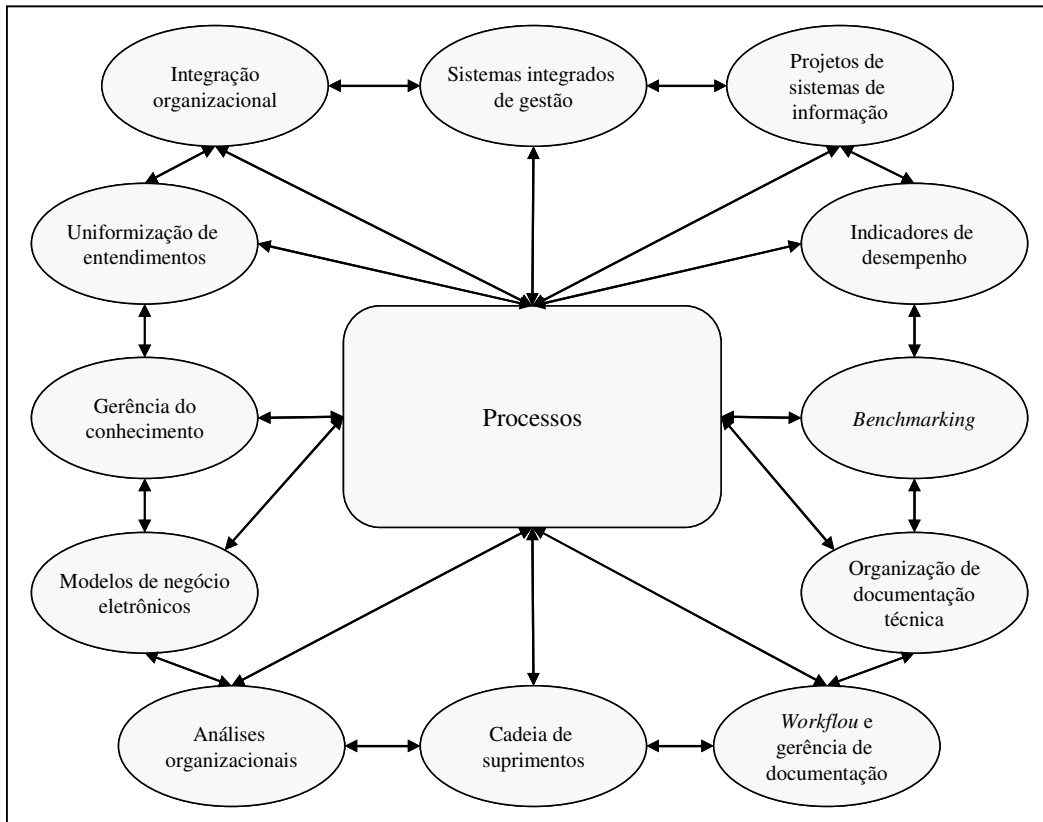 Integração
organizacional
Sistemas integrados
de gestão
Projetos de
sistemas de
informação
Uniformização de
entendimentos
Indicadores de
desempenho
Gerência do
conhecimento
Processos
Benchmarking
Modelos de negócio
eletrônicos
Organização de
documentação
técnica
Análises
organizacionais
Cadeia de
suprimentos
Workflou e
gerência de
documentação